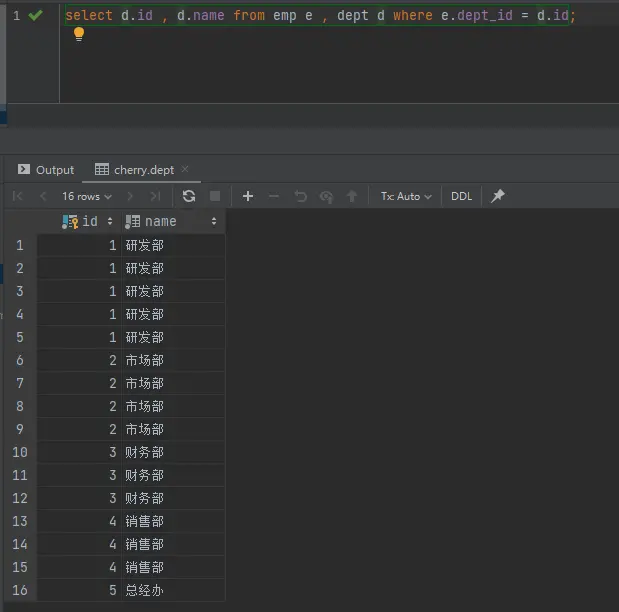 1 select d.id , d.name from emp e , dept d where e.dept_id = d.id;
Output cherry.dept
16 rows Tx: Auto DDL
id name
1 1 研发部
2 1 研发部
3 1 研发部
4 1 研发部
5 1 研发部
6 2 市场部
7 2 市场部
8 2 市场部
9 2 市场部
10 3 财务部
11 3 财务部
12 3 财务部
13 4 销售部
14 4 销售部
15 4 销售部
16 5 总经办